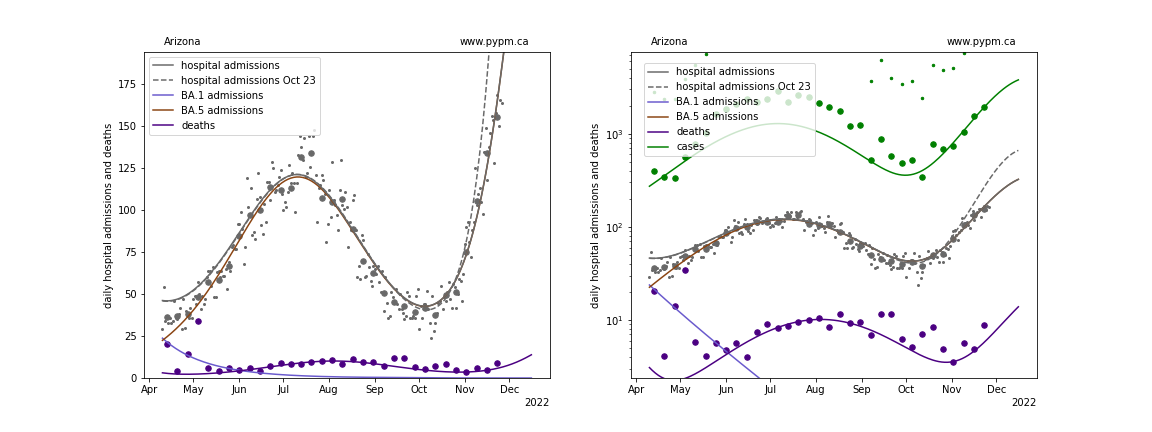 Arizona
www.pypm.ca
hospital admissions
hospital admissions Oct 23
BA.1 admissions
BA.5 admissions
deaths
daily hospital admissions and deaths
175
150
125
100
75
50
25
0
Apr
May
Jun
Jul
Aug
Sep
Oct
Nov
Dec
2022
Arizona
www.pypm.ca
hospital admissions
hospital admissions Oct 23
BA.1 admissions
BA.5 admissions
deaths
cases
daily hospital admissions and deaths
10³
10²
10¹
Apr
May
Jun
Jul
Aug
Sep
Oct
Nov
Dec
2022